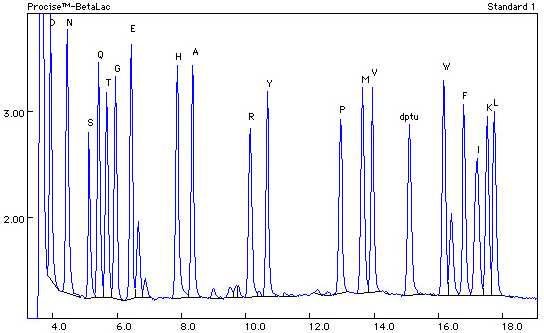 Procise™-BetaLac Standard 1
D N E
Q
H A
T G
S
R
Y
P
M V
dptu
W
F
I
K L
3.00
2.00
4.0 6.0 8.0 10.0 12.0 14.0 16.0 18.0